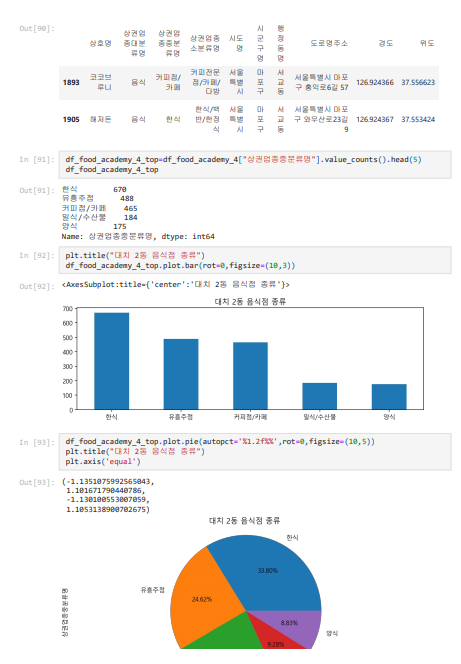 Out[90]:
상호명 상권업종대분류명 상권업종중분류명 상권업종소분류명 시도명 시군구명 행정동명 도로명주소 경도 위도
1893 코코브루니 음식 커피점/카페 커피전문점/카페/다방 서울특별시 마포구 서교동 서울특별시 마포구 홍익로6길 57 126.924366 37.556623
1905 해저돈 음식 한식 한식/백반/한정식 서울특별시 마포구 서교동 서울특별시 마포구 와우산로23길 9 126.924367 37.553424
In [91]: df_food_academy_4_top=df_food_academy_4["상권업종중분류명"].value_counts().head(5)
df_food_academy_4_top
Out[91]: 한식 670
유흥주점 488
커피점/카페 465
일식/수산물 184
양식 175
Name: 상권업종중분류명, dtype: int64
In [92]: plt.title("대치 2동 음식점 종류")
df_food_academy_4_top.plot.bar(rot=0,figsize=(10,3))
Out[92]: <AxesSubplot:title={'center':'대치 2동 음식점 종류'}>
대치 2동 음식점 종류
700
600
500
400
300
200
100
0
한식 유흥주점 커피점/카페 일식/수산물 양식
In [93]: df_food_academy_4_top.plot.pie(autopct='%1.2f%%',rot=0,figsize=(10,5))
plt.title("대치 2동 음식점 종류")
plt.axis('equal')
Out[93]: (-1.1351075992565043,
1.101671790440786,
-1.130100553007059,
1.1053138900702675)
대치 2동 음식점 종류
한식
33.80%
유흥주점
24.62%
상권업종중분류명
8.83%
양식
9.28%